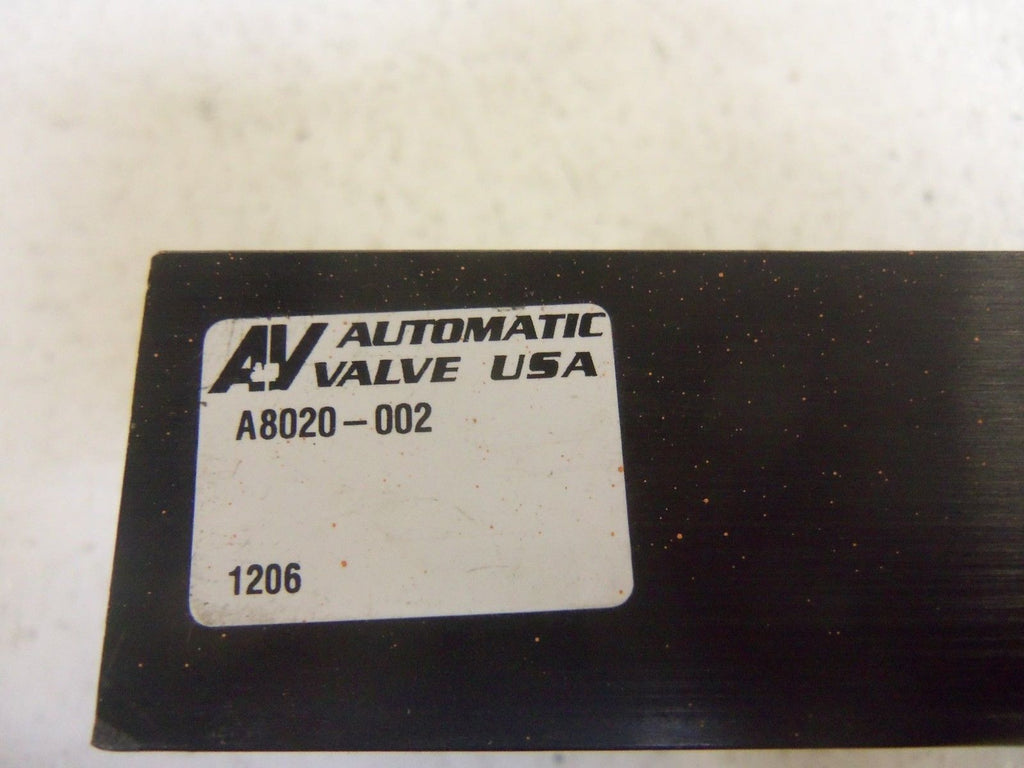 AV AUTOMATIC
VALVE USA
A8020-002
1206